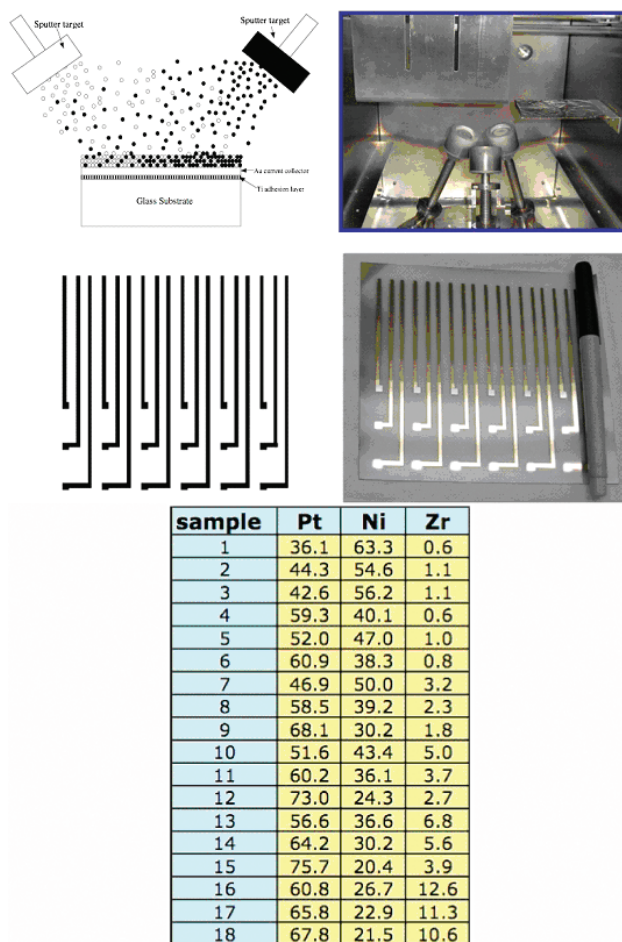 Sputter target
Sputter target
Au current collector
Ti adhesion layer
Glass Substrate
sample Pt Ni Zr
1 36.1 63.3 0.6
2 44.3 54.6 1.1
3 42.6 56.2 1.1
4 59.3 40.1 0.6
5 52.0 47.0 1.0
6 60.9 38.3 0.8
7 46.9 50.0 3.2
8 58.5 39.2 2.3
9 68.1 30.2 1.8
10 51.6 43.4 5.0
11 60.2 36.1 3.7
12 73.0 24.3 2.7
13 56.6 36.6 6.8
14 64.2 30.2 5.6
15 75.7 20.4 3.9
16 60.8 26.7 12.6
17 65.8 22.9 11.3
18 67.8 21.5 10.6